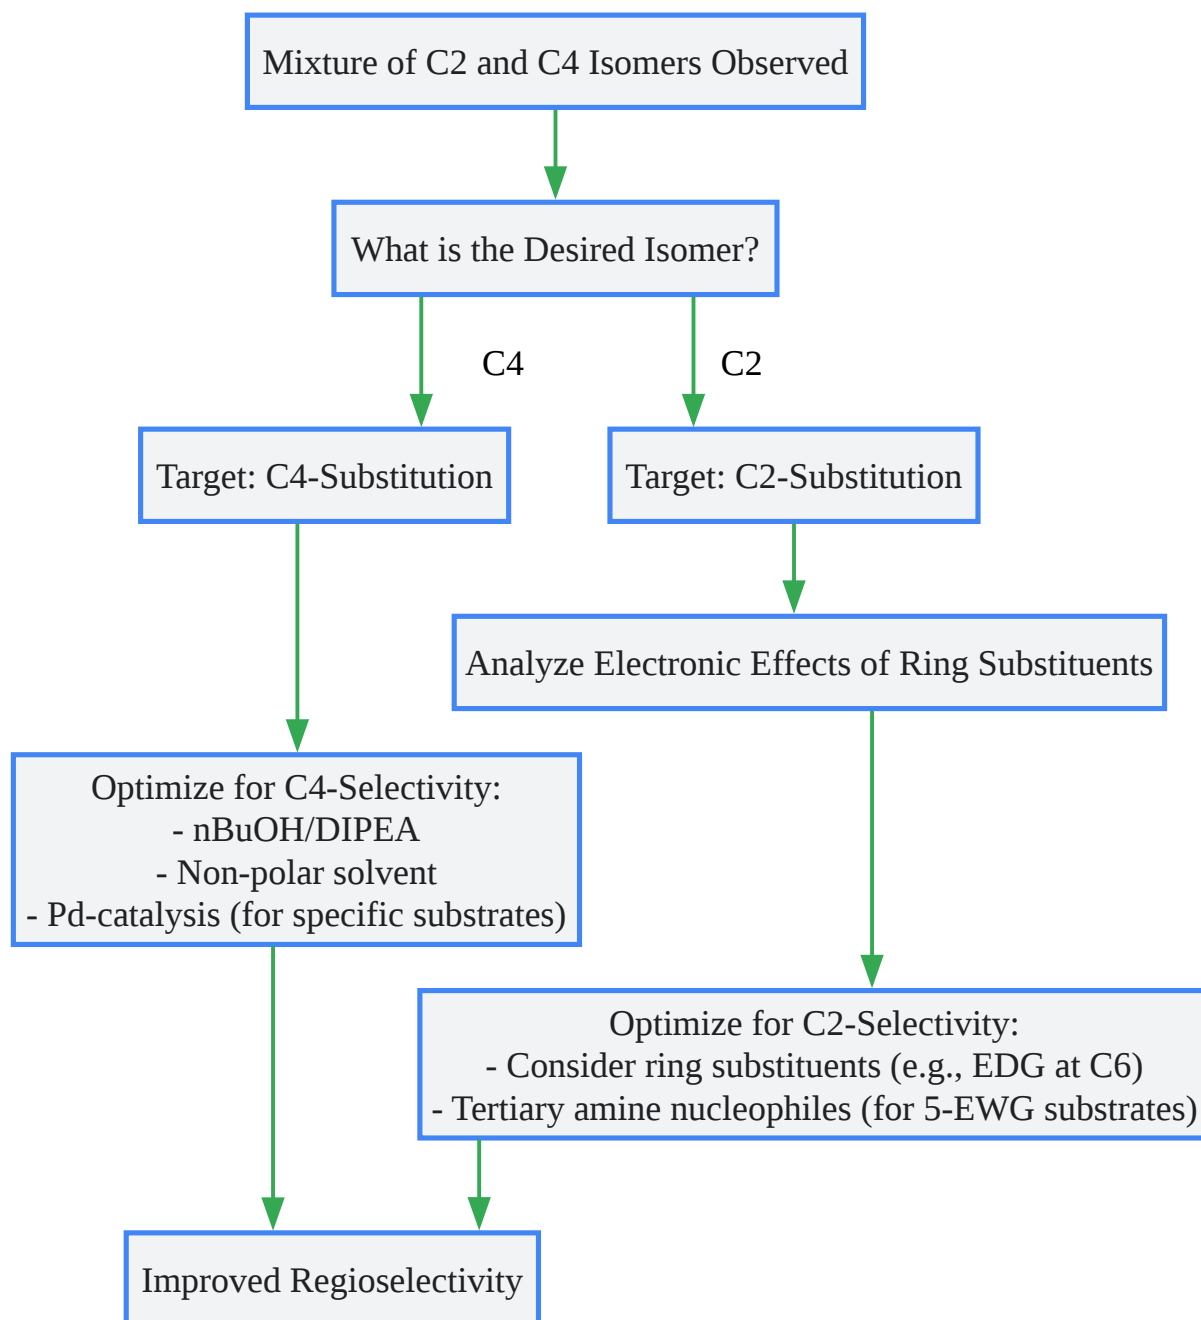 Mixture of C2 and C4 Isomers Observed
What is the Desired Isomer?
C4
C2
Target: C4-Substitution
Target: C2-Substitution
Analyze Electronic Effects of Ring Substituents
Optimize for C4-Selectivity:
- nBuOH/DIPEA
- Non-polar solvent
- Pd-catalysis (for specific substrates)
Optimize for C2-Selectivity:
- Consider ring substituents (e.g., EDG at C6)
- Tertiary amine nucleophiles (for 5-EWG substrates)
Improved Regioselectivity